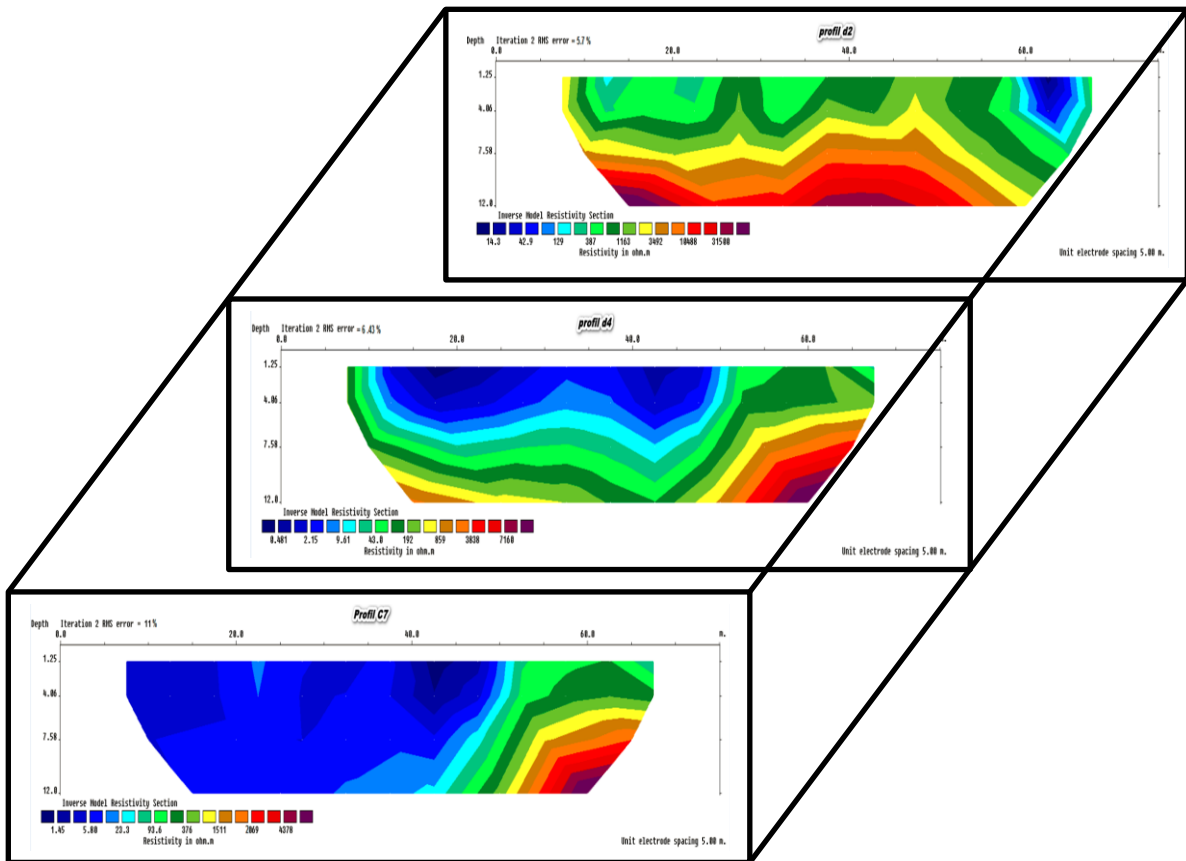 profil d2
Depth Iteration 2 RMS error = 5.7 %
0.0 20.0 40.0 60.0 m.
1.25
4.06
7.58
12.0
Inverse Model Resistivity Section
14.3 42.9 129 387 1163 3492 10488 31500
Resistivity in ohm.m
Unit electrode spacing 5.00 m.
profil d4
Depth Iteration 2 RMS error = 6.43 %
0.0 20.0 40.0 60.0 m.
1.25
4.06
7.58
12.0
Inverse Model Resistivity Section
0.481 2.15 9.61 43.0 192 859 3838 7160
Resistivity in ohm.m
Unit electrode spacing 5.00 m.
Profil C7
Depth Iteration 2 RMS error = 11 %
0.0 20.0 40.0 60.0 m.
1.25
4.06
7.58
12.0
Inverse Model Resistivity Section
1.45 5.80 23.3 93.6 376 1511 2869 4378
Resistivity in ohm.m
Unit electrode spacing 5.00 m.